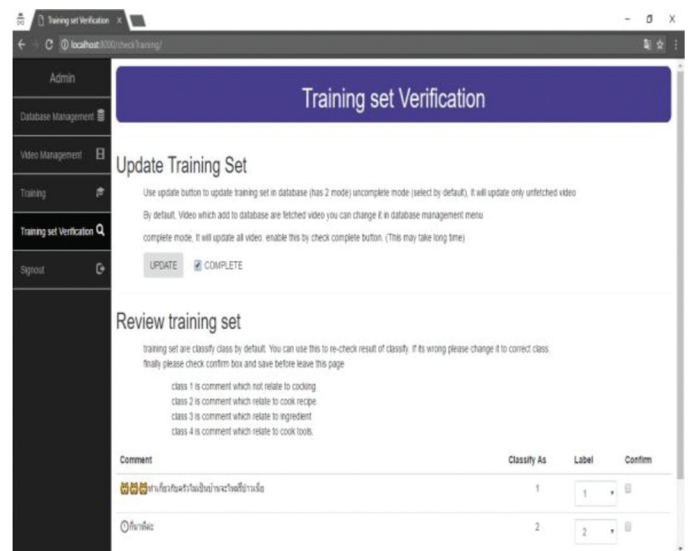 Training set Verification
localhost:8000/checkTraining/
Admin
Database Management
Video Management
Training
Training set Verification
Signout
Training set Verification
Update Training Set
Use update button to update training set in database (has 2 mode) uncomplete mode (select by default), it will update only unfetched video
By default, Video which add to database are fetched video you can change it in database management menu
complete mode, It will update all video. enable this by check complete button. (This may take long time)
UPDATE COMPLETE
Review training set
training set are classify class by default. You can use this to re-check result of classify. If its wrong please change it to correct class.
finally please check confirm box and save before leave this page
class 1 is comment which not relate to cocking
class 2 is comment which relate to cook recipe
class 3 is comment which relate to ingredient
class 4 is comment which relate to cook tools.
Comment Classify As Label Confirm
1 1
2 2